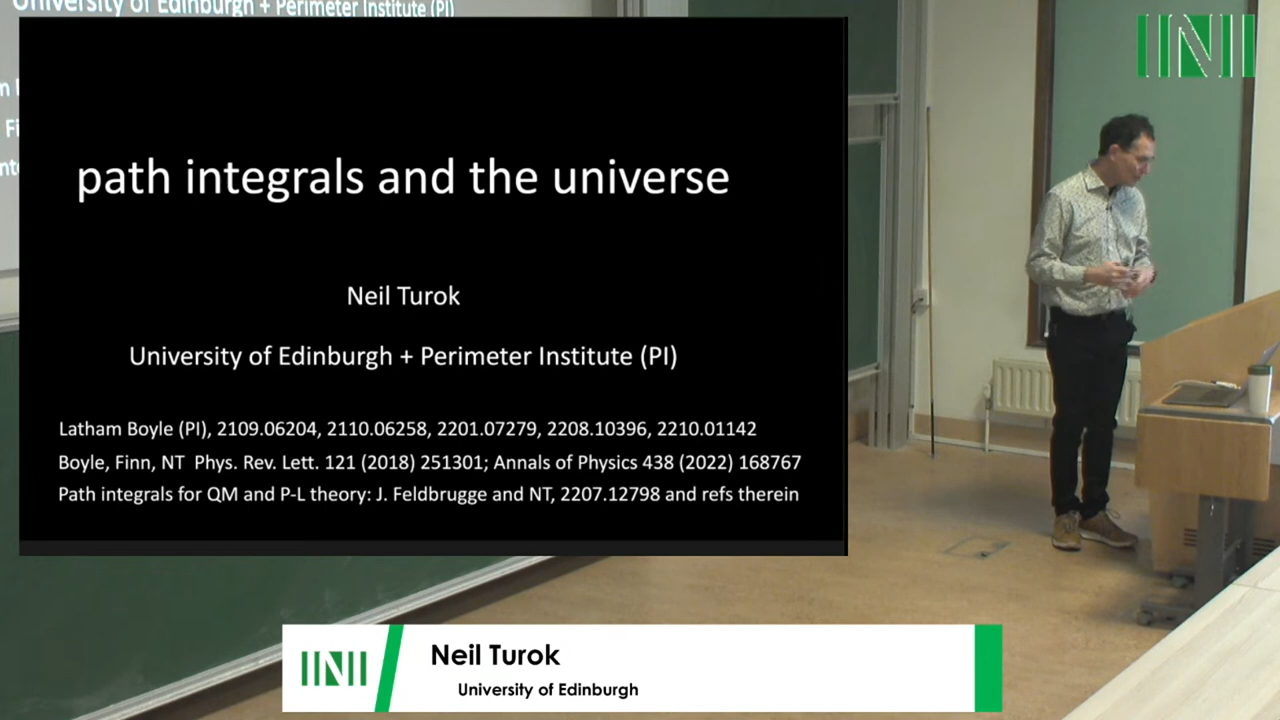 University of Edinburgh + Perimeter Institute (PI)
path integrals and the universe
Neil Turok
University of Edinburgh + Perimeter Institute (PI)
Latham Boyle (PI), 2109.06204, 2110.06258, 2201.07279, 2208.10396, 2210.01142
Boyle, Finn, NT Phys. Rev. Lett. 121 (2018) 251301; Annals of Physics 438 (2022) 168767
Path integrals for QM and P-L theory: J. Feldbrugge and NT, 2207.12798 and refs therein
INI
INI
Neil Turok
University of Edinburgh